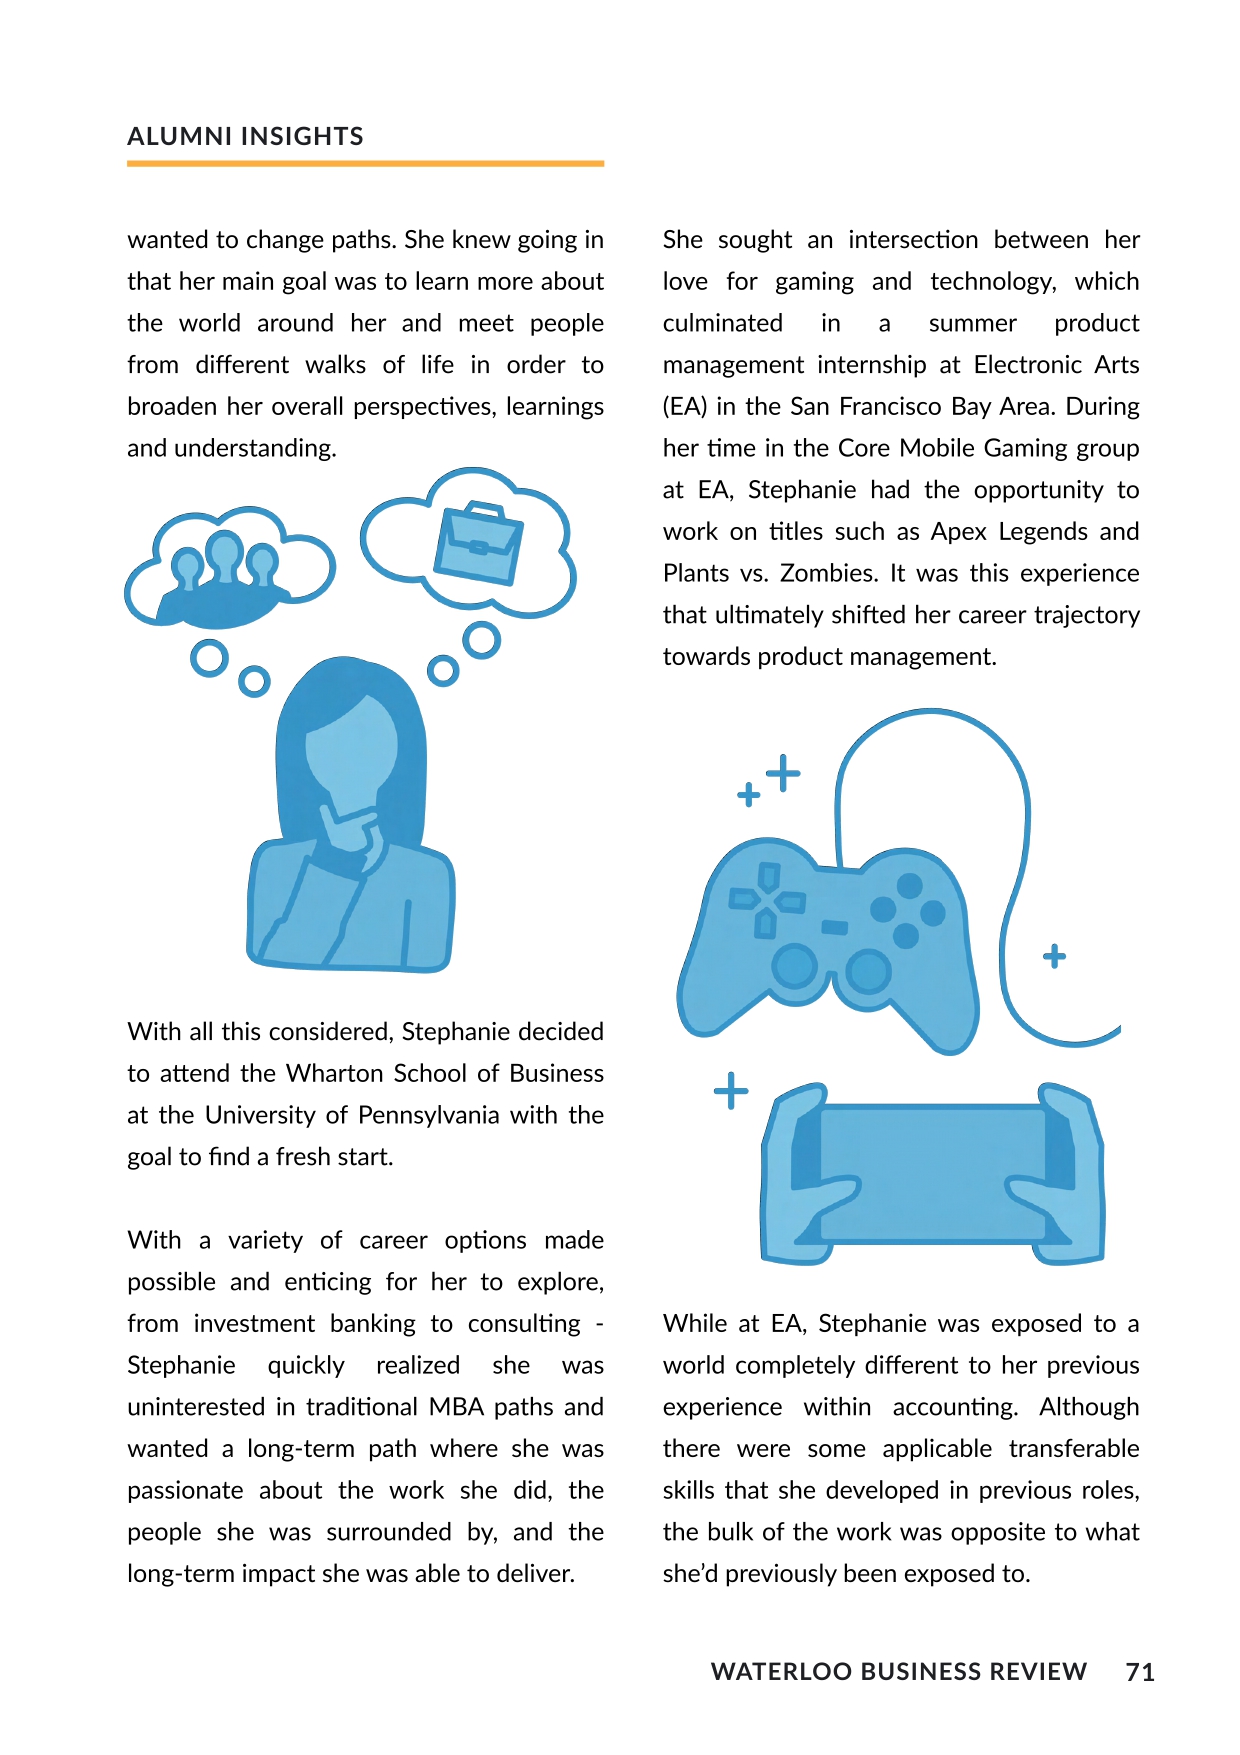 ALUMNI INSIGHTS
wanted to change paths. She knew going in
that her main goal was to learn more about
the world around her and meet people
from different walks of life in order to
broaden her overall perspectives, learnings
and understanding.
With all this considered, Stephanie decided
to attend the Wharton School of Business
at the University of Pennsylvania with the
goal to find a fresh start.
With a variety of career options made
possible and enticing for her to explore,
from investment banking to consulting -
Stephanie quickly realized she was
uninterested in traditional MBA paths and
wanted a long-term path where she was
passionate about the work she did, the
people she was surrounded by, and the
long-term impact she was able to deliver.
She sought an intersection between her
love for gaming and technology, which
culminated in a summer product
management internship at Electronic Arts
(EA) in the San Francisco Bay Area. During
her time in the Core Mobile Gaming group
at EA, Stephanie had the opportunity to
work on titles such as Apex Legends and
Plants vs. Zombies. It was this experience
that ultimately shifted her career trajectory
towards product management.
While at EA, Stephanie was exposed to a
world completely different to her previous
experience within accounting. Although
there were some applicable transferable
skills that she developed in previous roles,
the bulk of the work was opposite to what
she’d previously been exposed to.
WATERLOO BUSINESS REVIEW 71